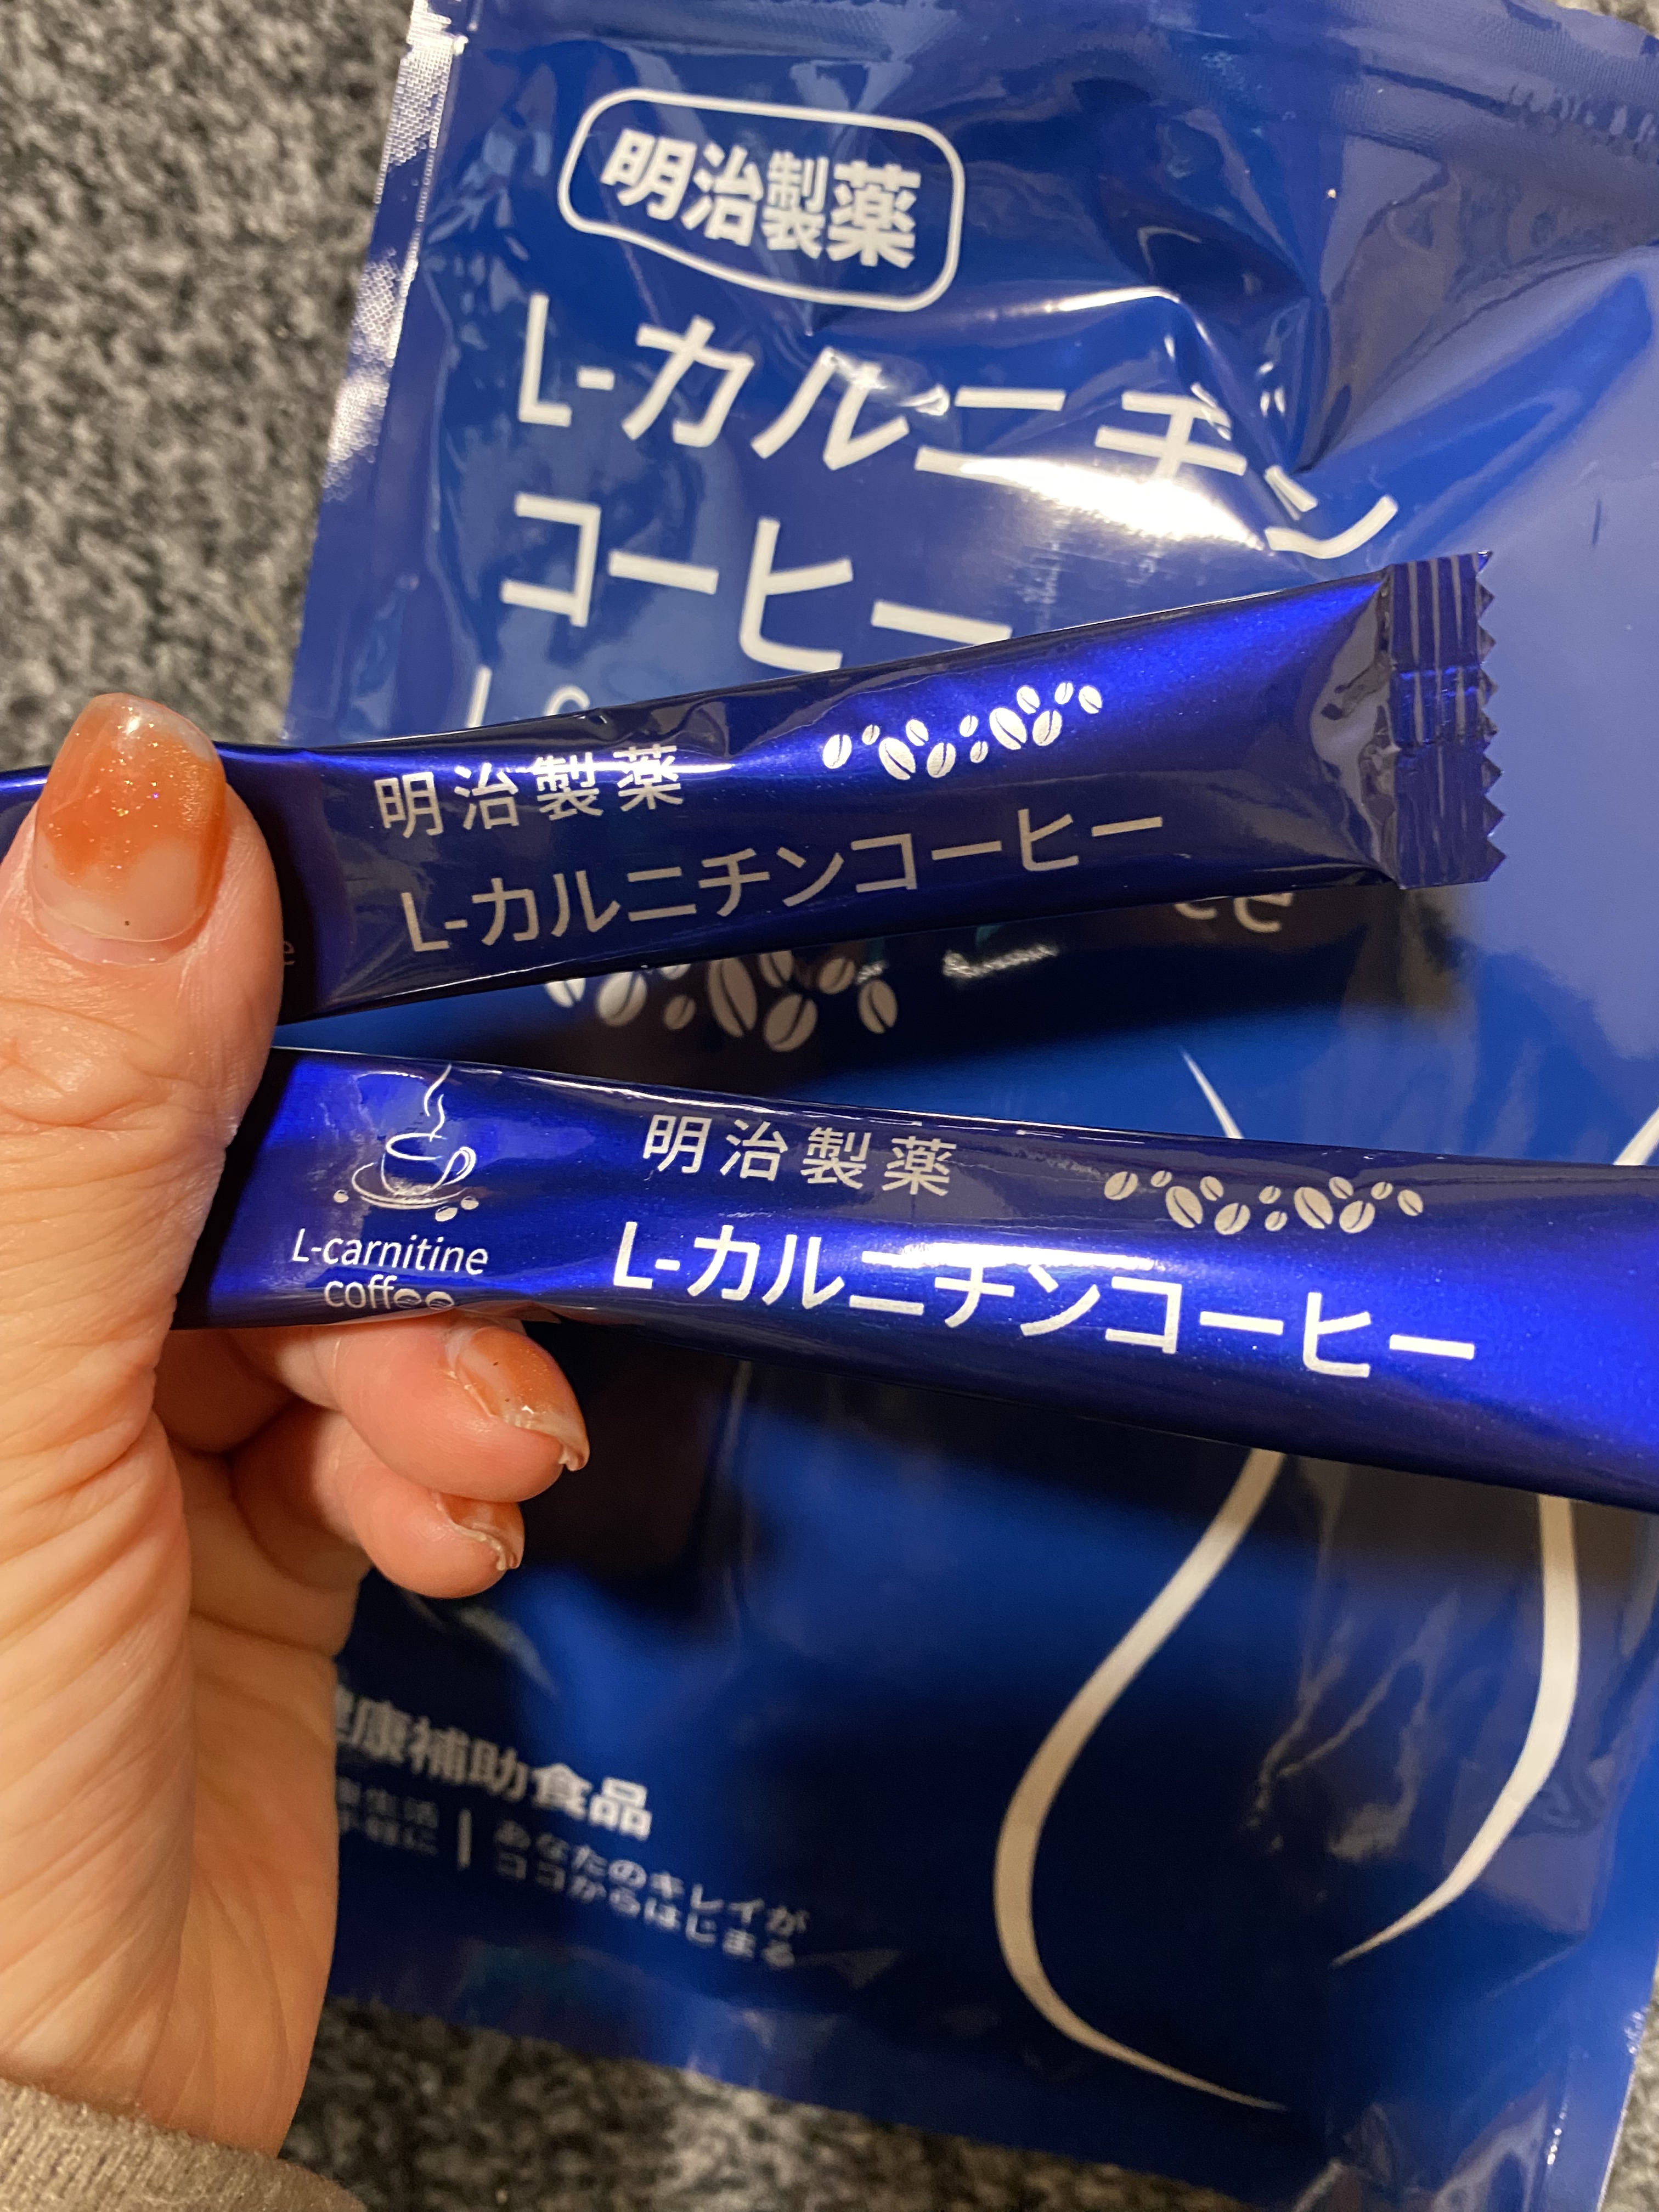 明治製薬
L-カルニチン
コーヒー
明治製薬
L-カルニチンコーヒー
L-carnitine
coffee
明治製薬
L-カルニチンコーヒー
康補助食品
あなたのキレイが
ココからはじまる